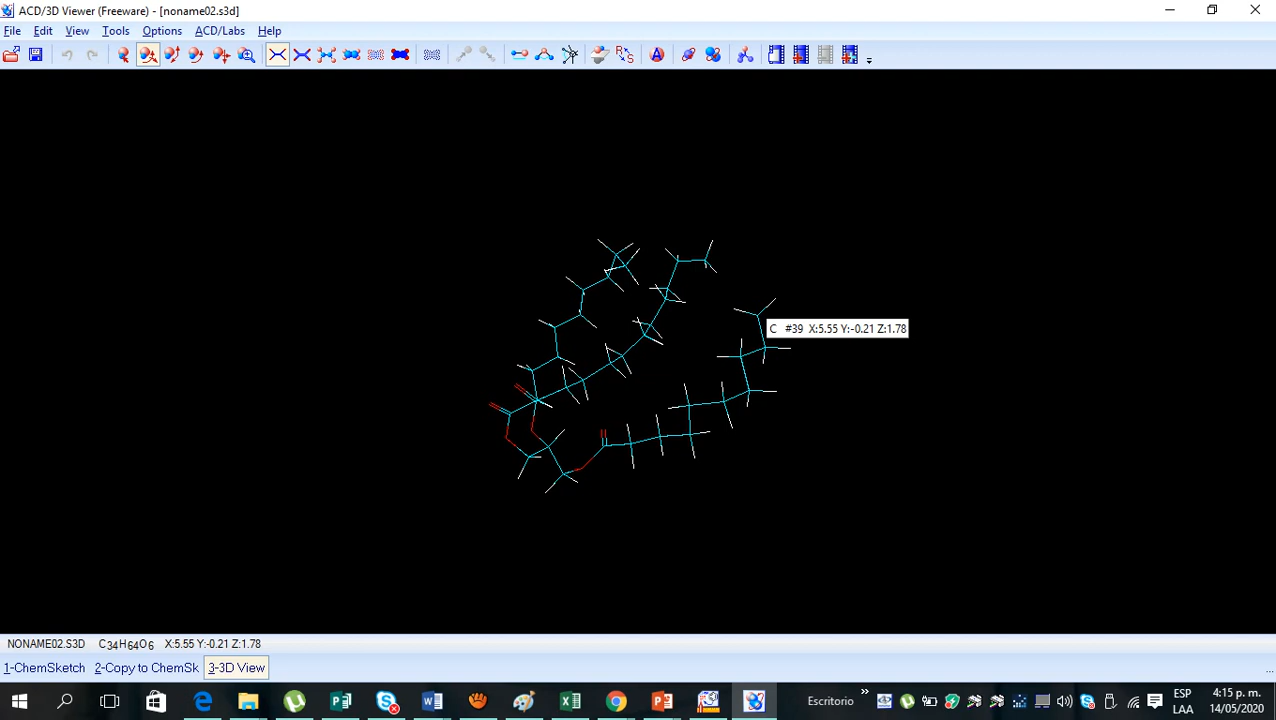 ACD/3D Viewer (Freeware) - [noname02.s3d]
File Edit View Tools Options ACD/Labs Help
C #39 X:5.55 Y:-0.21 Z:1.78
NONAME02.S3D C34H64O6 X:5.55 Y:-0.21 Z:1.78
1-ChemSketch 2-Copy to ChemSk 3-3D View
Escritorio
ESP
LAA
4:15 p. m.
14/05/2020